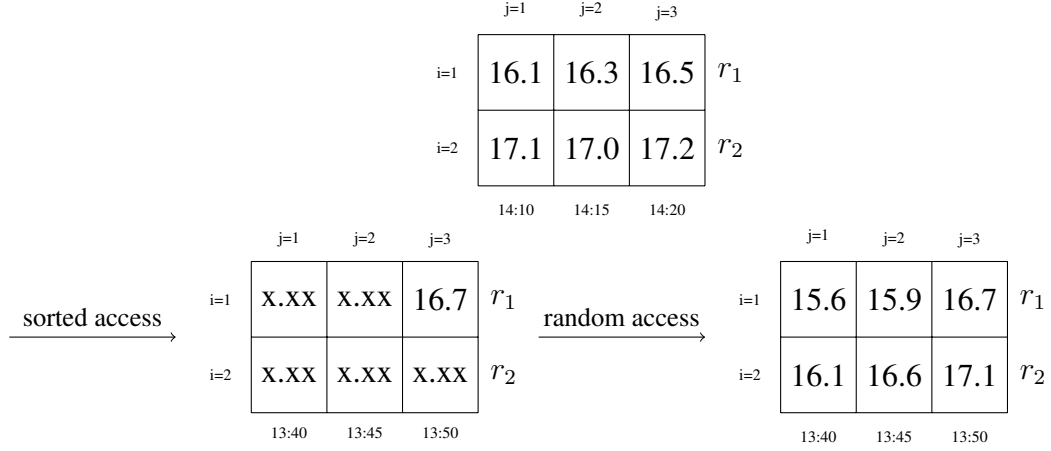 j=1 j=2 j=3
i=1 16.1 16.3 16.5 r₁
i=2 17.1 17.0 17.2 r₂
14:10 14:15 14:20
j=1 j=2 j=3
i=1 x.xx x.xx 16.7 r₁
sorted access
i=2 x.xx x.xx x.xx r₂
13:40 13:45 13:50
random access
j=1 j=2 j=3
i=1 15.6 15.9 16.7 r₁
i=2 16.1 16.6 17.1 r₂
13:40 13:45 13:50